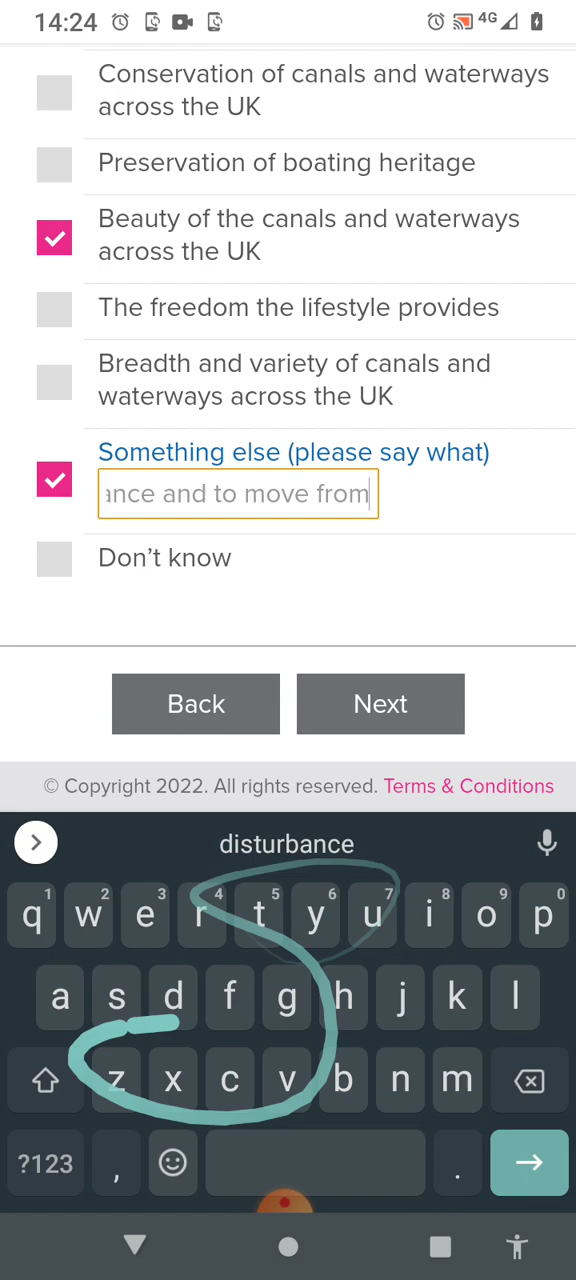 14:24
4G
Conservation of canals and waterways
across the UK
Preservation of boating heritage
Beauty of the canals and waterways
across the UK
The freedom the lifestyle provides
Breadth and variety of canals and
waterways across the UK
Something else (please say what)
ance and to move from
Don’t know
Back Next
© Copyright 2022. All rights reserved. Terms & Conditions
disturbance
1 2 3 4 5 6 7 8 9 0
q w e r t y u i o p
a s d f g h j k l
z x c v b n m
?123 , .